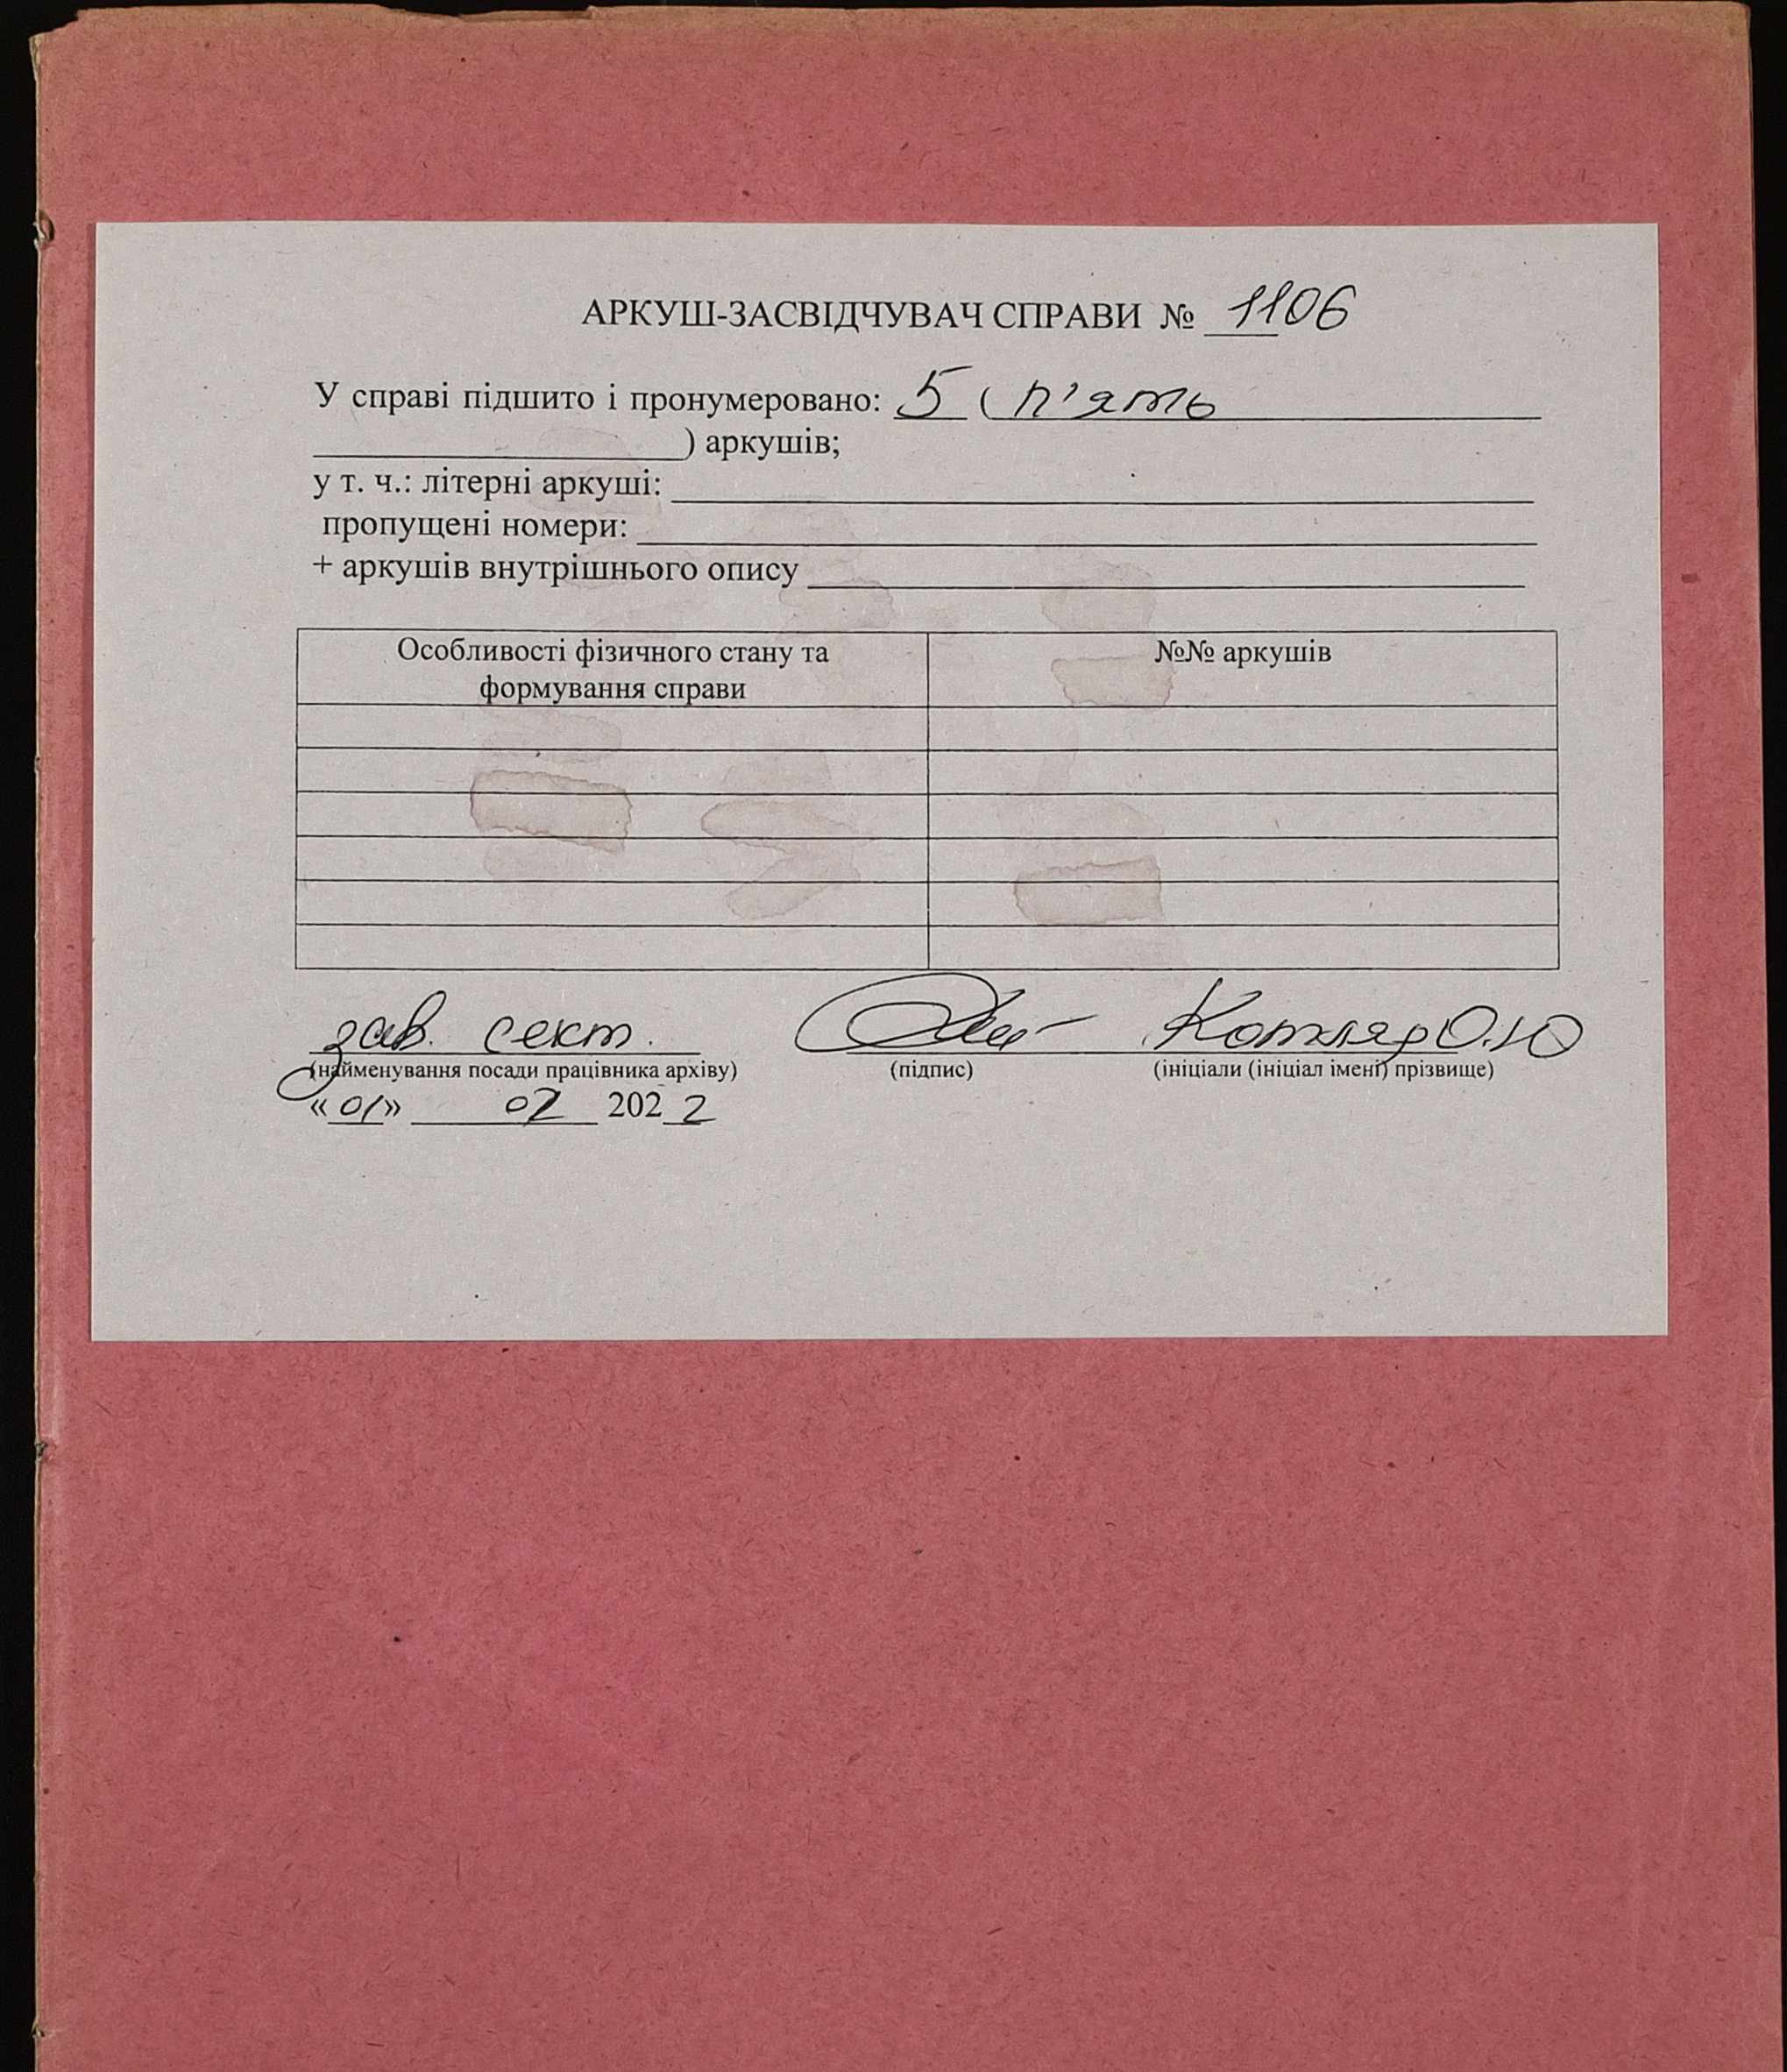 АРКУШ-ЗАСВІДЧУВАЧ СПРАВИ № 1106
У справі підшито і пронумеровано: 5 ( п'ять
) аркушів;
у т. ч.: літерні аркуші:
пропущені номери:
+ аркушів внутрішнього опису
Особливості фізичного стану та формування справи №№ аркушів
зав. сект. Котляр О.Ю
(найменування посади працівника архіву) (підпис) (ініціали (ініціал імені) прізвище)
«01» 02 2022